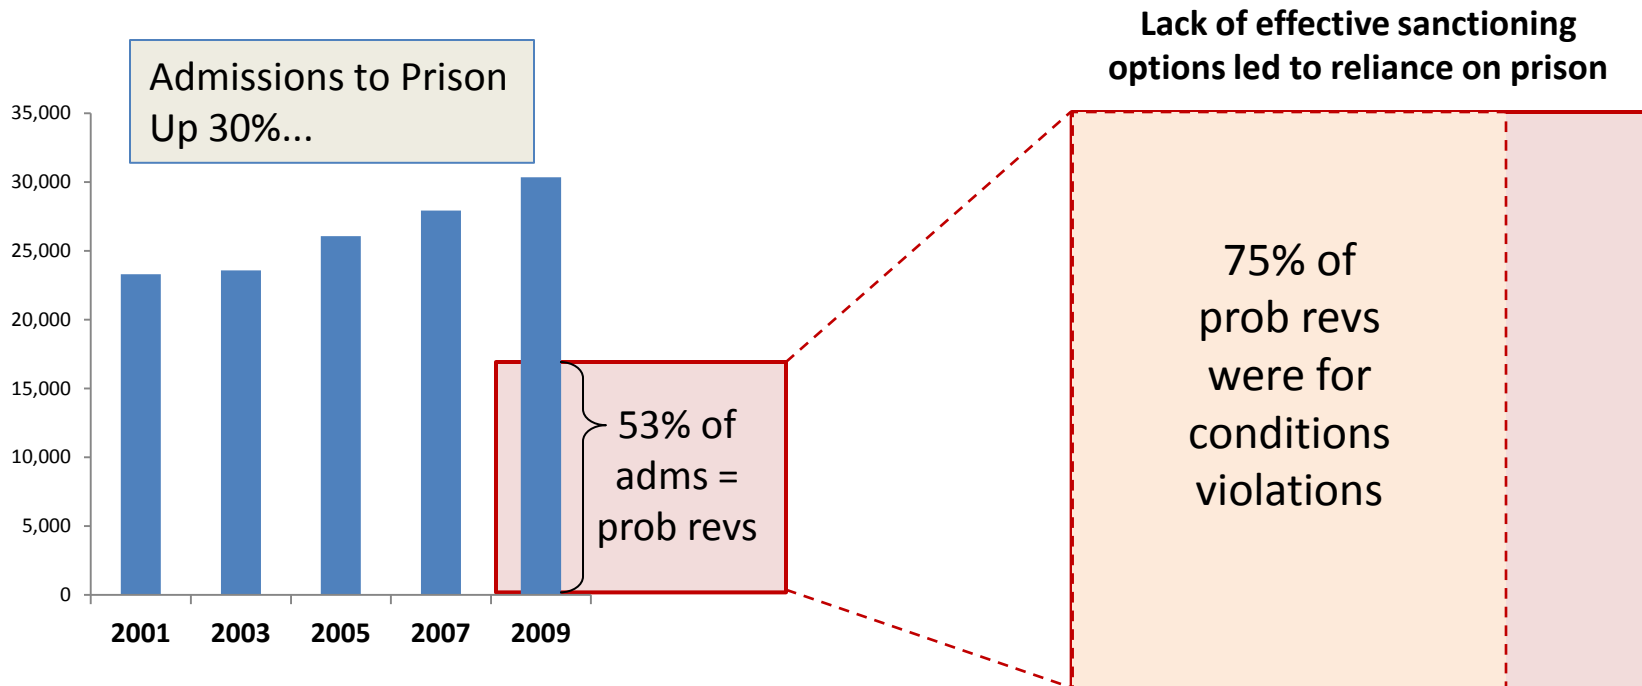 Lack of effective sanctioning
options led to reliance on prison
Admissions to Prison
Up 30%...
35,000
30,000
25,000
20,000
15,000
10,000
5,000
0
2001
2003
2005
2007
2009
53% of
adms =
prob revs
75% of
prob revs
were for
conditions
violations